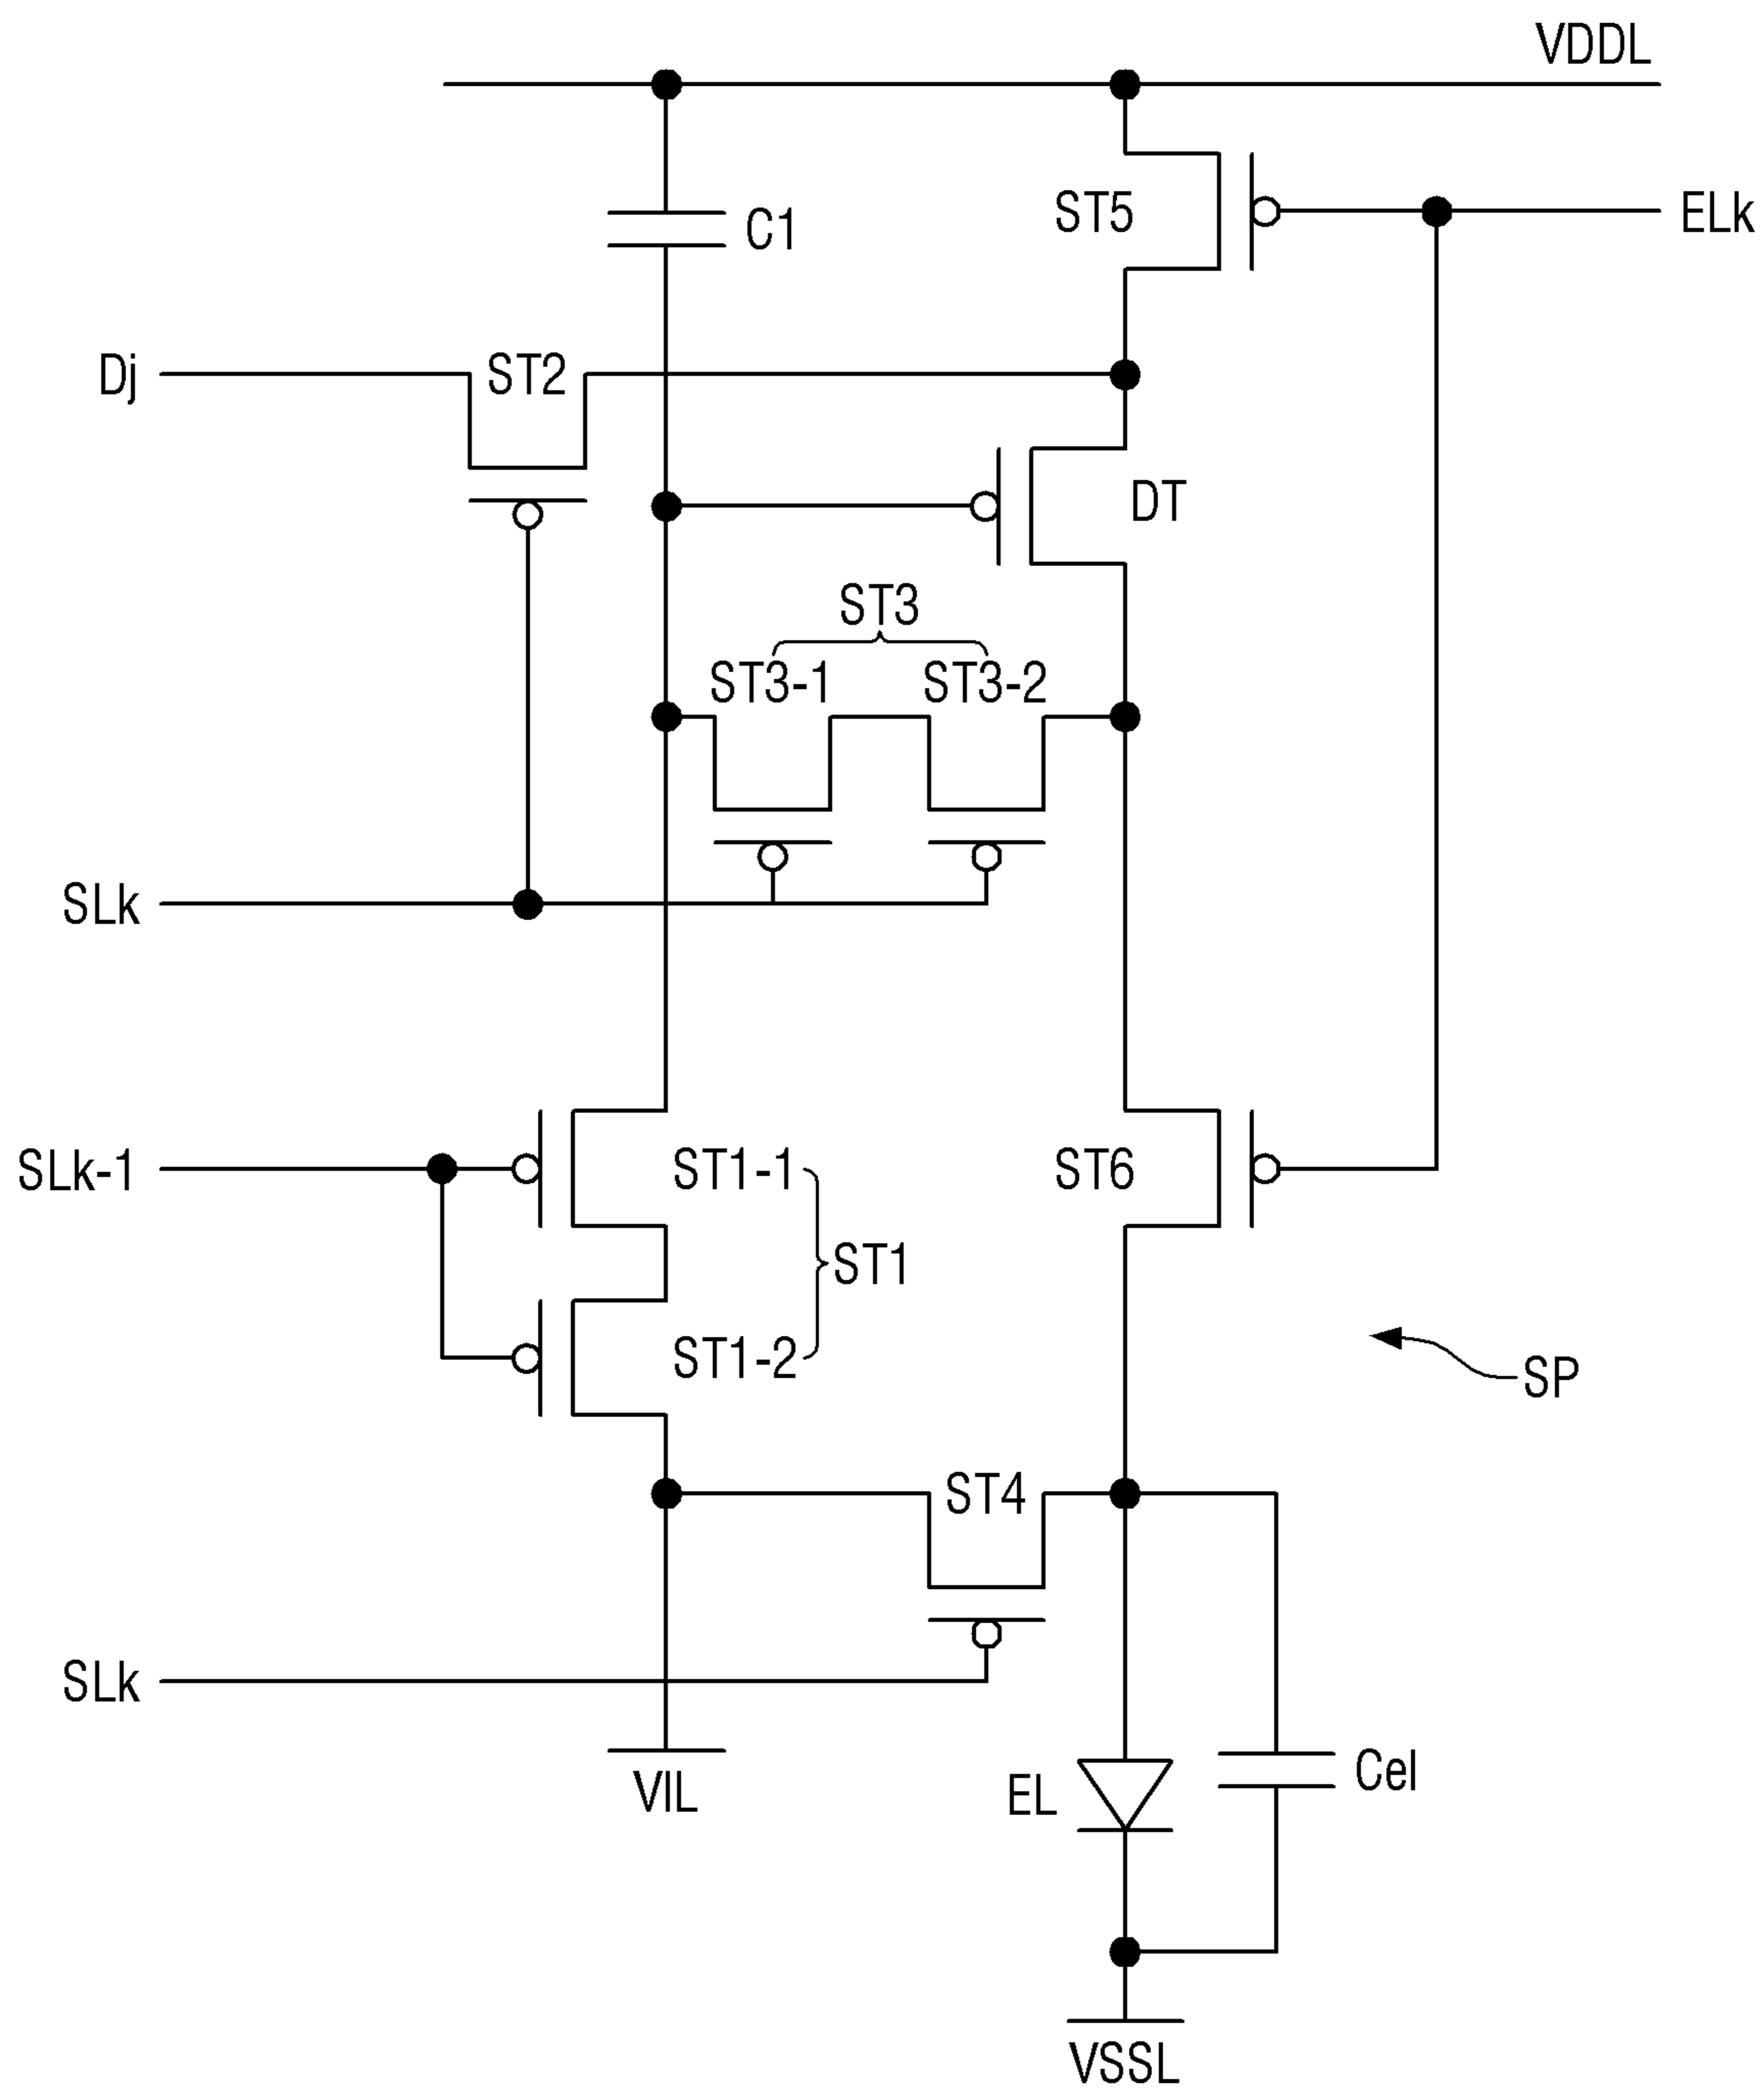 VDDL
ST5
ELk
C1
Dj
ST2
DT
ST3
ST3-1
ST3-2
SLk
SLk-1
ST1-1
ST6
ST1
ST1-2
SP
ST4
SLk
VIL
EL
Cel
VSSL